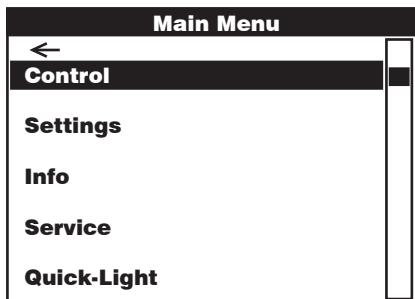 Main Menu
←
Control
Settings
Info
Service
Quick-Light